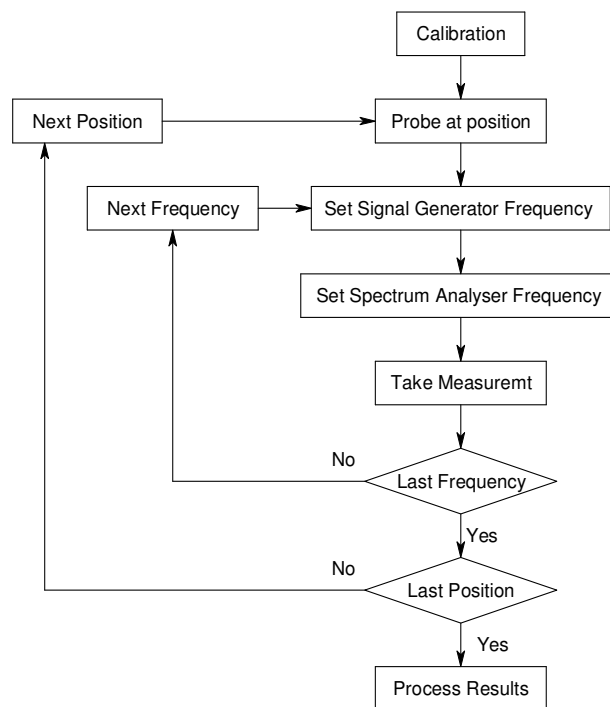 Calibration
Next Position
Probe at position
Next Frequency
Set Signal Generator Frequency
Set Spectrum Analyser Frequency
Take Measuremt
No
Last Frequency
Yes
No
Last Position
Yes
Process Results